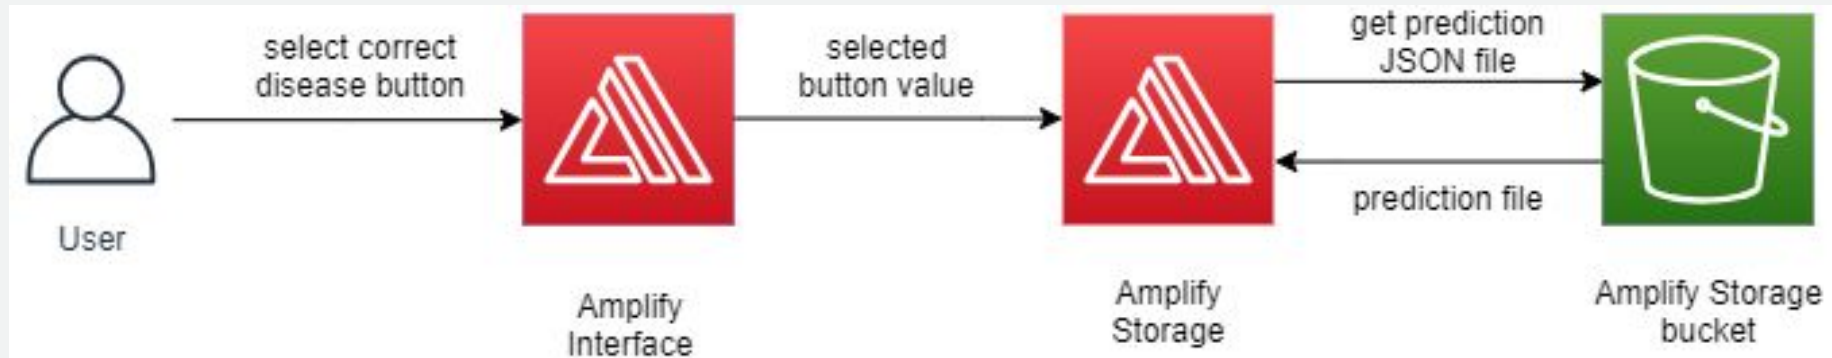 select correct
disease button
selected
button value
get prediction
JSON file
prediction file
User
Amplify
Interface
Amplify
Storage
Amplify Storage
bucket